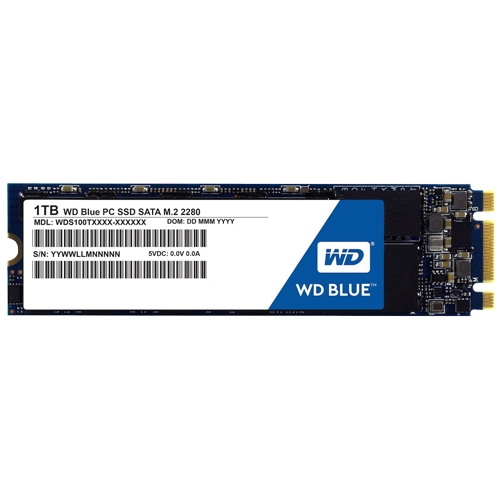 1TB WD Blue PC SSD SATA M.2 2280
MDL: WDS100TXXXX-XXXXXX DOM: DD MMM YYYY
S/N: YYWWLLMNNNNN 5VDC: 0.0V 0.0A
WD
WD BLUE™